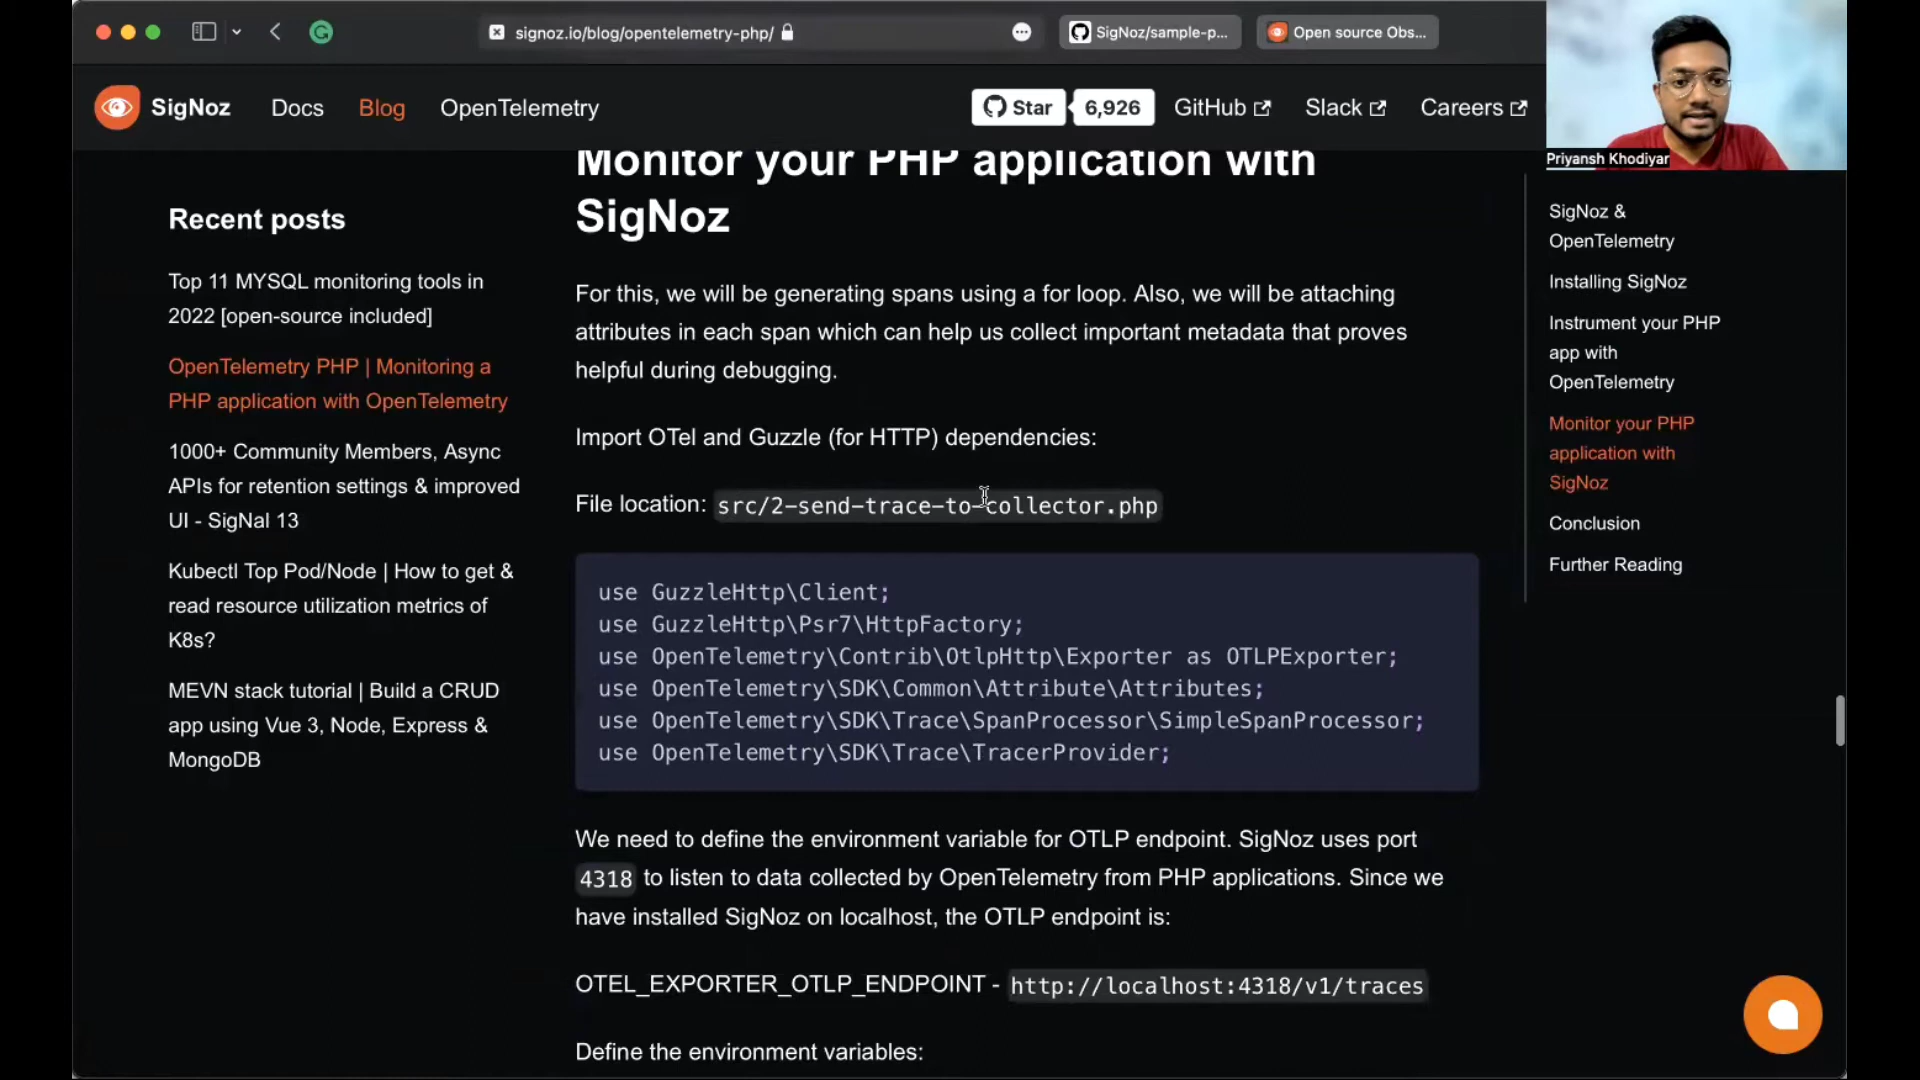 signoz.io/blog/opentelemetry-php/
SigNoz/sample-p...
Open source Obs...
SigNoz
Docs
Blog
OpenTelemetry
Star
6,926
GitHub
Slack
Careers
Priyansh Khodiyar
Recent posts
Top 11 MYSQL monitoring tools in
2022 [open-source included]
OpenTelemetry PHP | Monitoring a
PHP application with OpenTelemetry
1000+ Community Members, Async
APIs for retention settings & improved
UI - SigNal 13
Kubectl Top Pod/Node | How to get &
read resource utilization metrics of
K8s?
MEVN stack tutorial | Build a CRUD
app using Vue 3, Node, Express &
MongoDB
Monitor your PHP application with
SigNoz
For this, we will be generating spans using a for loop. Also, we will be attaching
attributes in each span which can help us collect important metadata that proves
helpful during debugging.
Import OTel and Guzzle (for HTTP) dependencies:
File location: src/2-send-trace-to-collector.php
use GuzzleHttp\Client;
use GuzzleHttp\Psr7\HttpFactory;
use OpenTelemetry\Contrib\OtlpHttp\Exporter as OTLPExporter;
use OpenTelemetry\SDK\Common\Attribute\Attributes;
use OpenTelemetry\SDK\Trace\SpanProcessor\SimpleSpanProcessor;
use OpenTelemetry\SDK\Trace\TracerProvider;
We need to define the environment variable for OTLP endpoint. SigNoz uses port
4318 to listen to data collected by OpenTelemetry from PHP applications. Since we
have installed SigNoz on localhost, the OTLP endpoint is:
OTEL_EXPORTER_OTLP_ENDPOINT - http://localhost:4318/v1/traces
Define the environment variables:
SigNoz &
OpenTelemetry
Installing SigNoz
Instrument your PHP
app with
OpenTelemetry
Monitor your PHP
application with
SigNoz
Conclusion
Further Reading